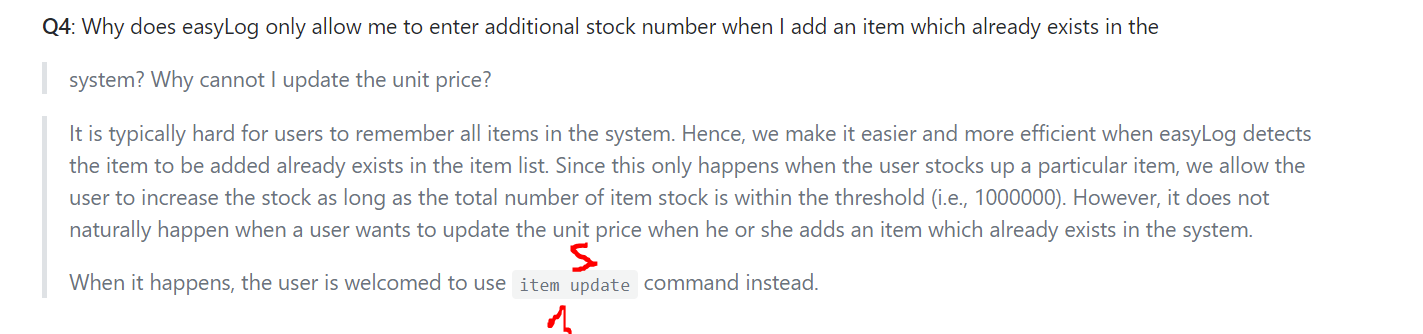 Q4: Why does easyLog only allow me to enter additional stock number when I add an item which already exists in the
system? Why cannot I update the unit price?
It is typically hard for users to remember all items in the system. Hence, we make it easier and more efficient when easyLog detects
the item to be added already exists in the item list. Since this only happens when the user stocks up a particular item, we allow the
user to increase the stock as long as the total number of item stock is within the threshold (i.e., 1000000). However, it does not
naturally happen when a user wants to update the unit price when he or she adds an item which already exists in the system.
s
When it happens, the user is welcomed to use item update command instead.